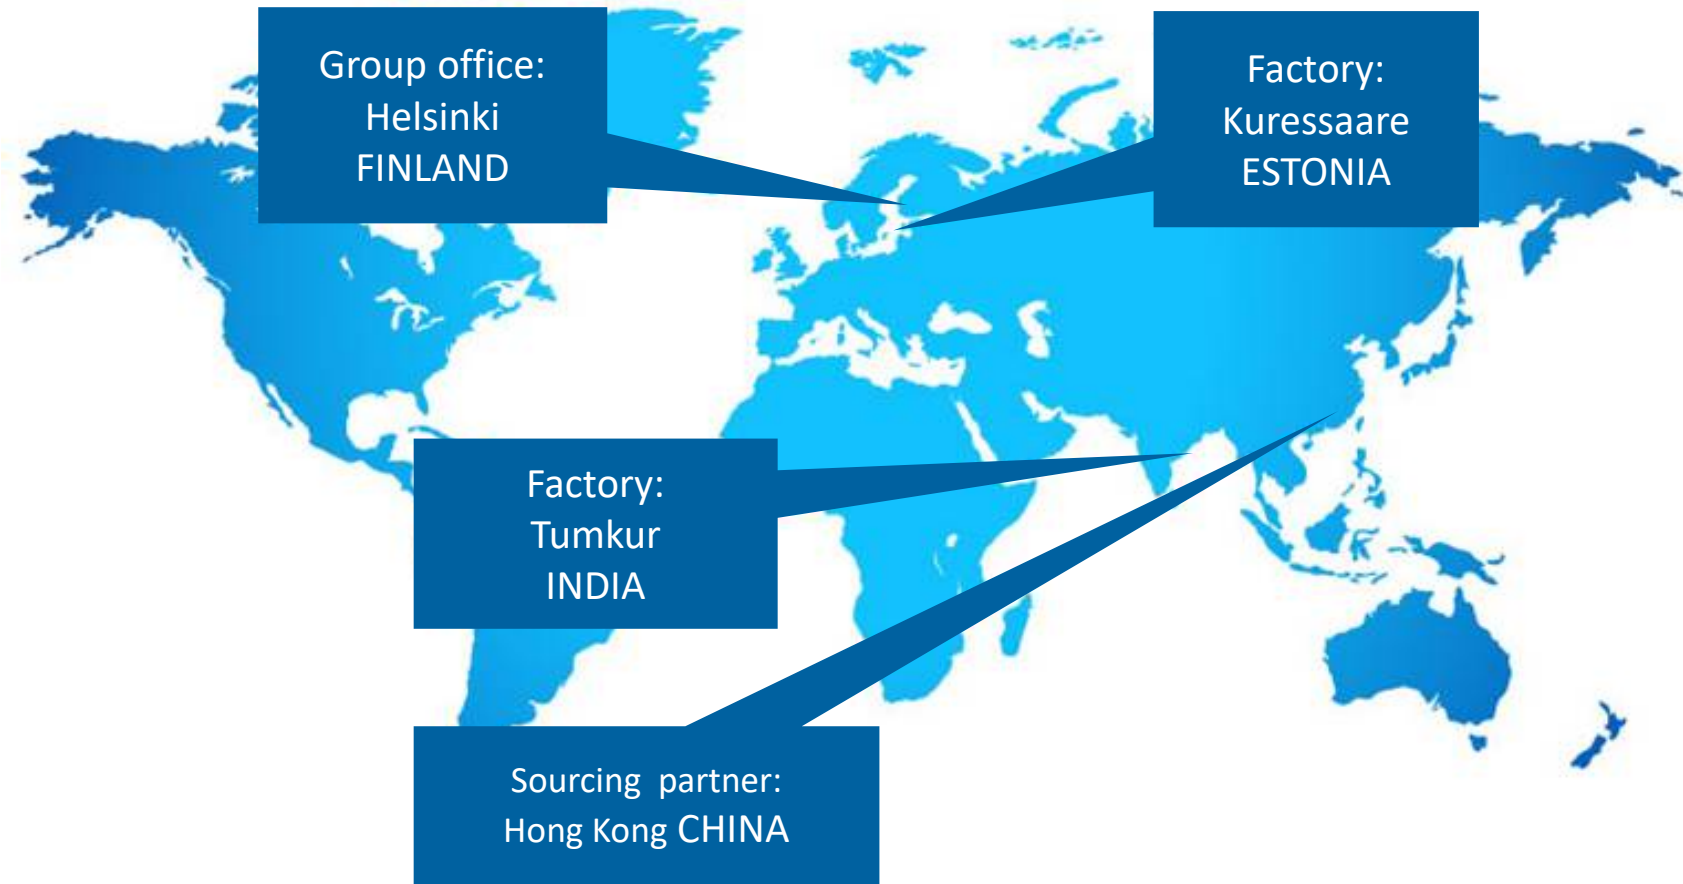 Group office:
Helsinki
FINLAND
Factory:
Kuressaare
ESTONIA
Factory:
Tumkur
INDIA
Sourcing  partner:
Hong Kong CHINA